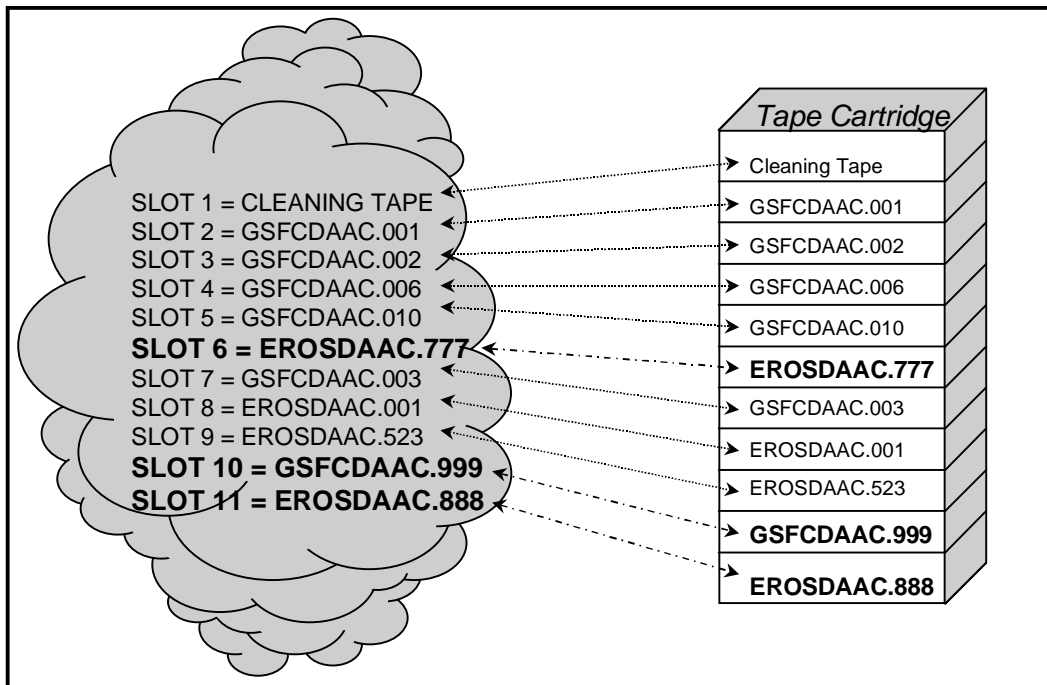 SLOT 1 = CLEANING TAPE
SLOT 2 = GSFCDAAC.001
SLOT 3 = GSFCDAAC.002
SLOT 4 = GSFCDAAC.006
SLOT 5 = GSFCDAAC.010
SLOT 6 = EROSDAAC.777
SLOT 7 = GSFCDAAC.003
SLOT 8 = EROSDAAC.001
SLOT 9 = EROSDAAC.523
SLOT 10 = GSFCDAAC.999
SLOT 11 = EROSDAAC.888
Tape Cartridge
Cleaning Tape
GSFCDAAC.001
GSFCDAAC.002
GSFCDAAC.006
GSFCDAAC.010
EROSDAAC.777
GSFCDAAC.003
EROSDAAC.001
EROSDAAC.523
GSFCDAAC.999
EROSDAAC.888